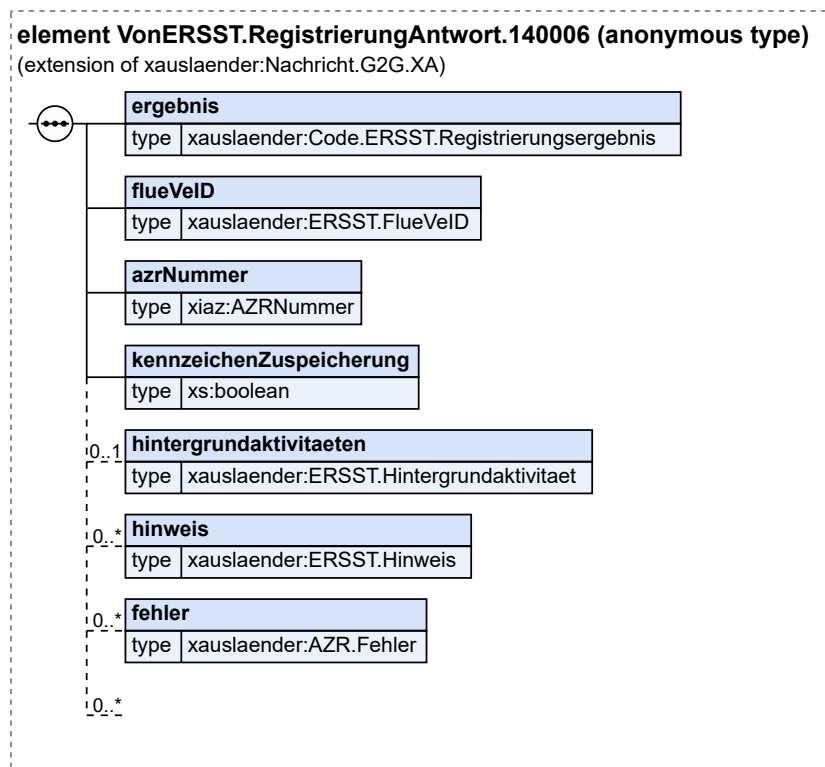 element VonERSST.RegistrierungAntwort.140006 (anonymous type)
(extension of xauslaender:Nachricht.G2G.XA)
ergebnis
type xauslaender:Code.ERSST.Registrierungsergebnis
flueVeID
type xauslaender:ERSST.FlueVeID
azrNummer
type xiaz:AZRNummer
kennzeichenZuspeicherung
type xs:boolean
0..1 hintergrundaktivitaeten
type xauslaender:ERSST.Hintergrundaktivitaet
0..* hinweis
type xauslaender:ERSST.Hinweis
0..* fehler
type xauslaender:AZR.Fehler
0..*